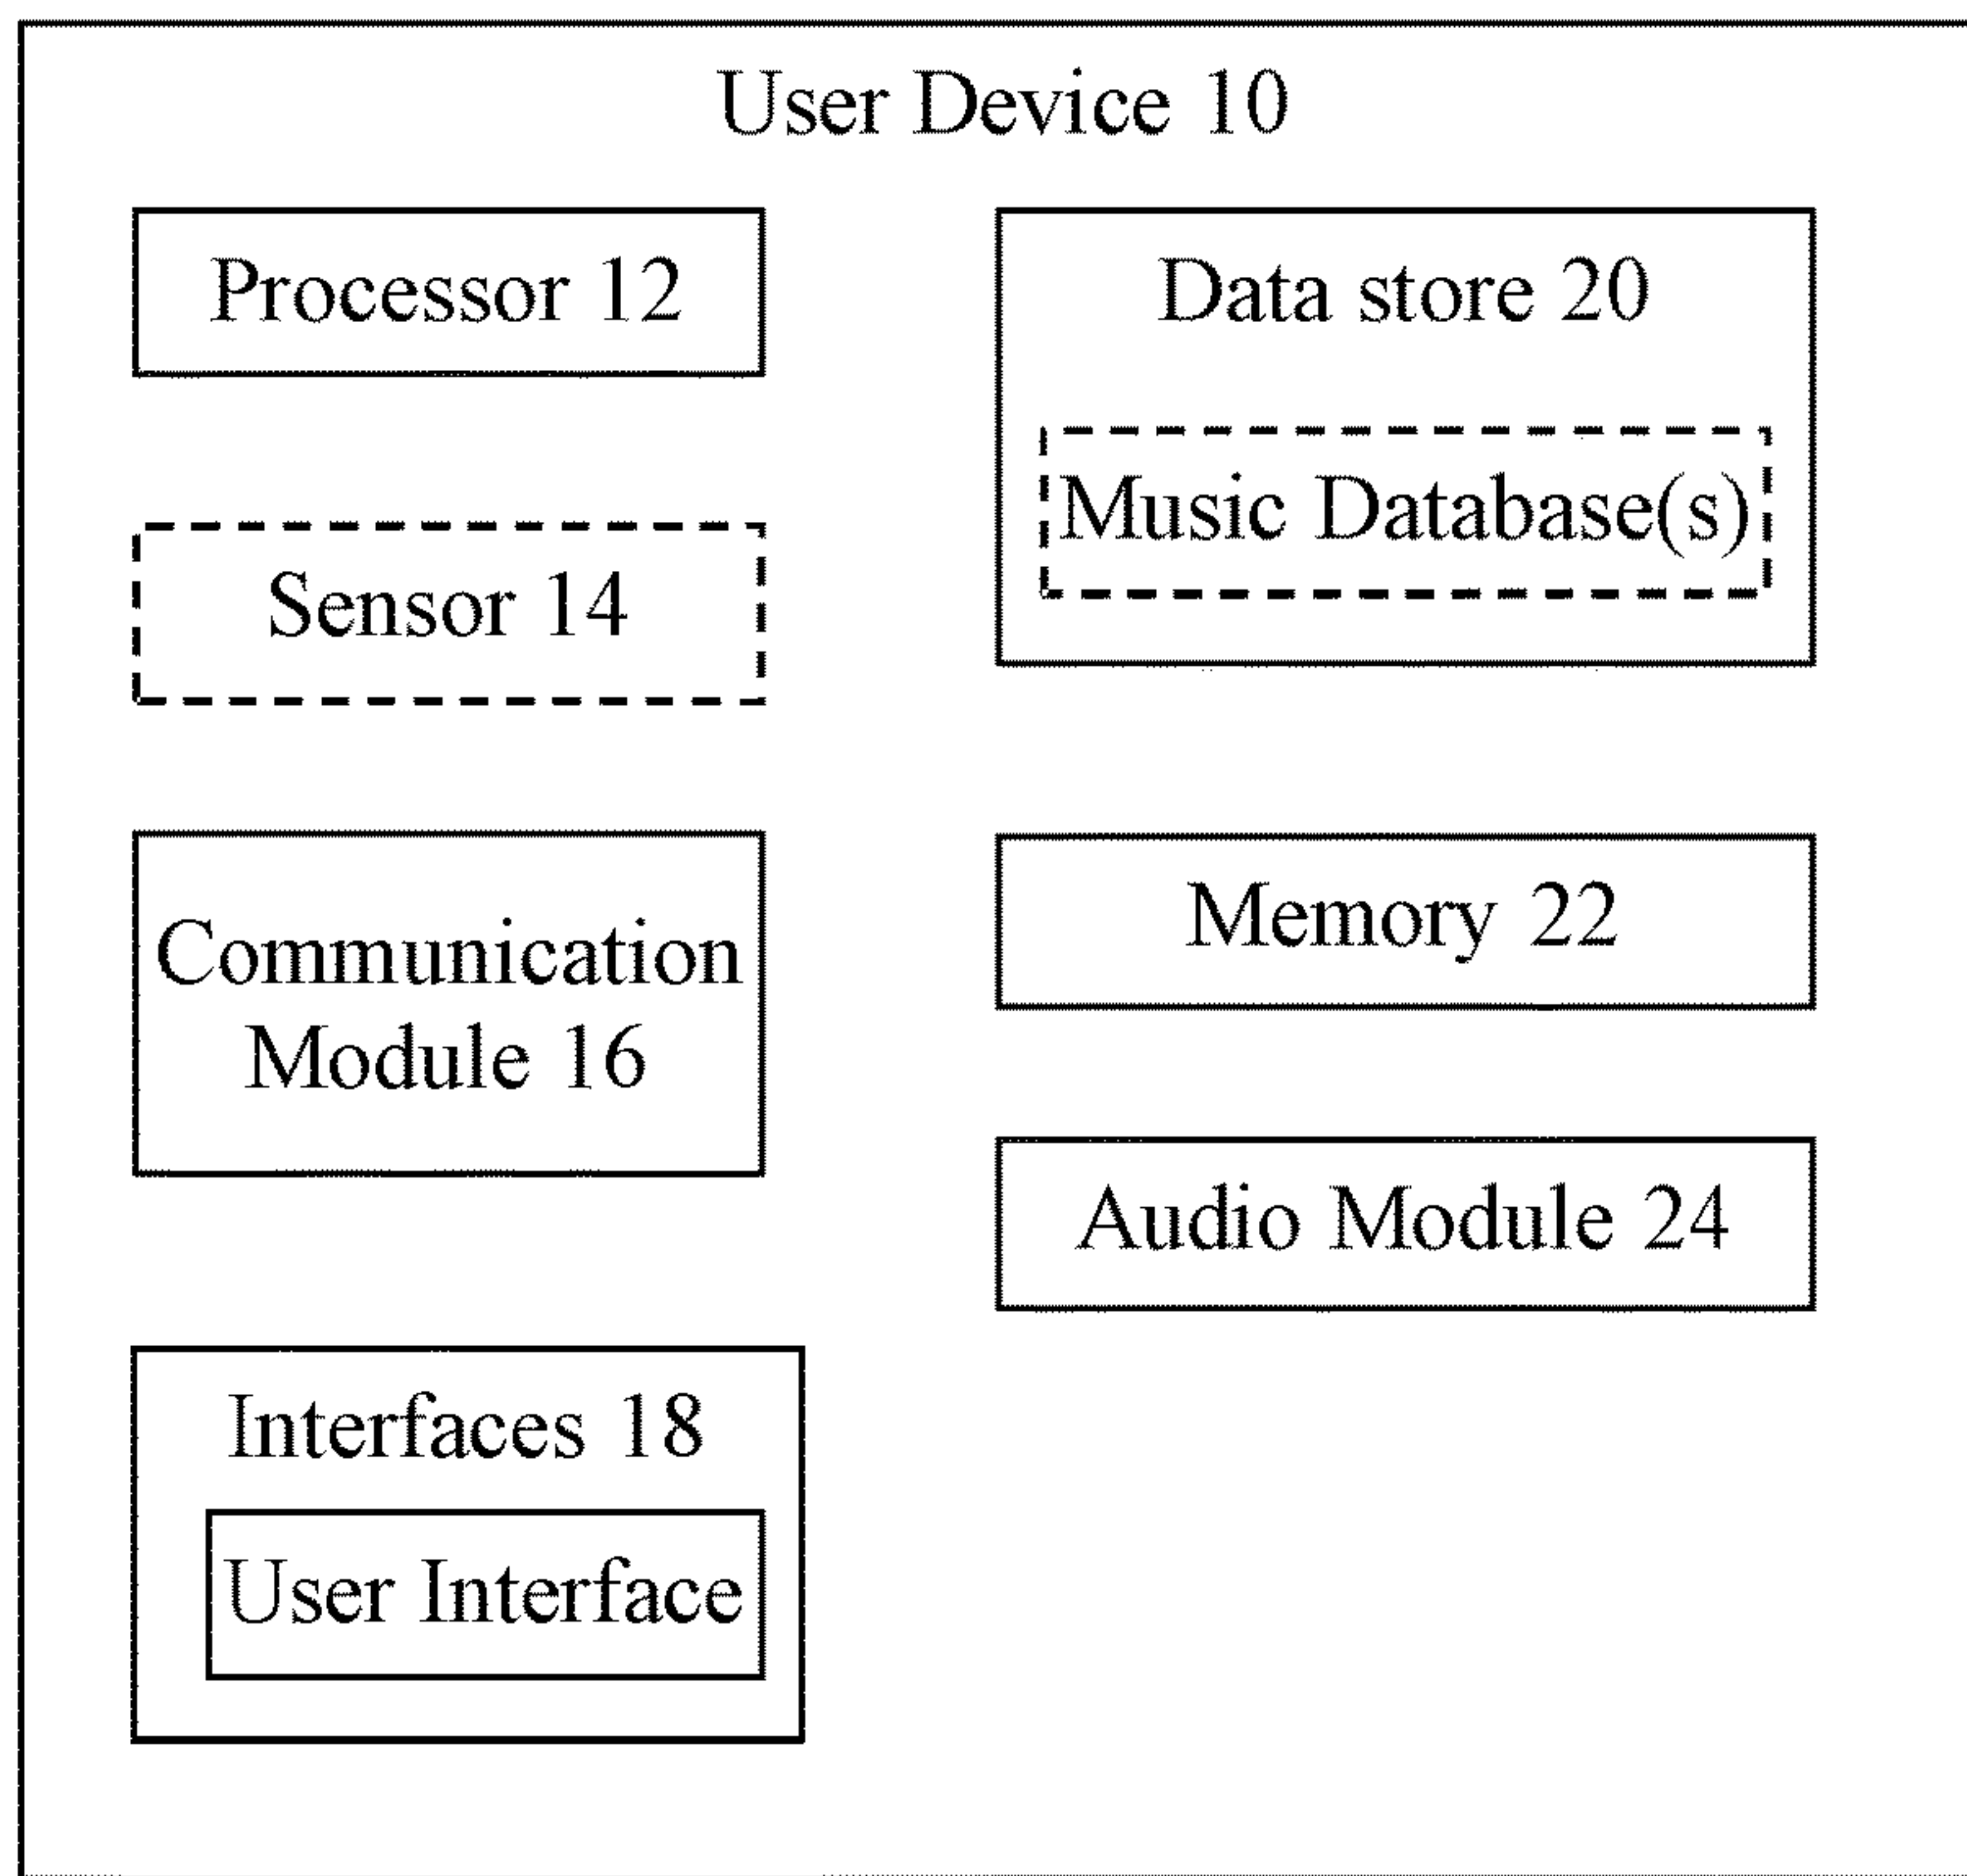 User Device 10
Processor 12
Sensor 14
Communication
Module 16
Interfaces 18
User Interface
Data store 20
Music Database(s)
Memory 22
Audio Module 24